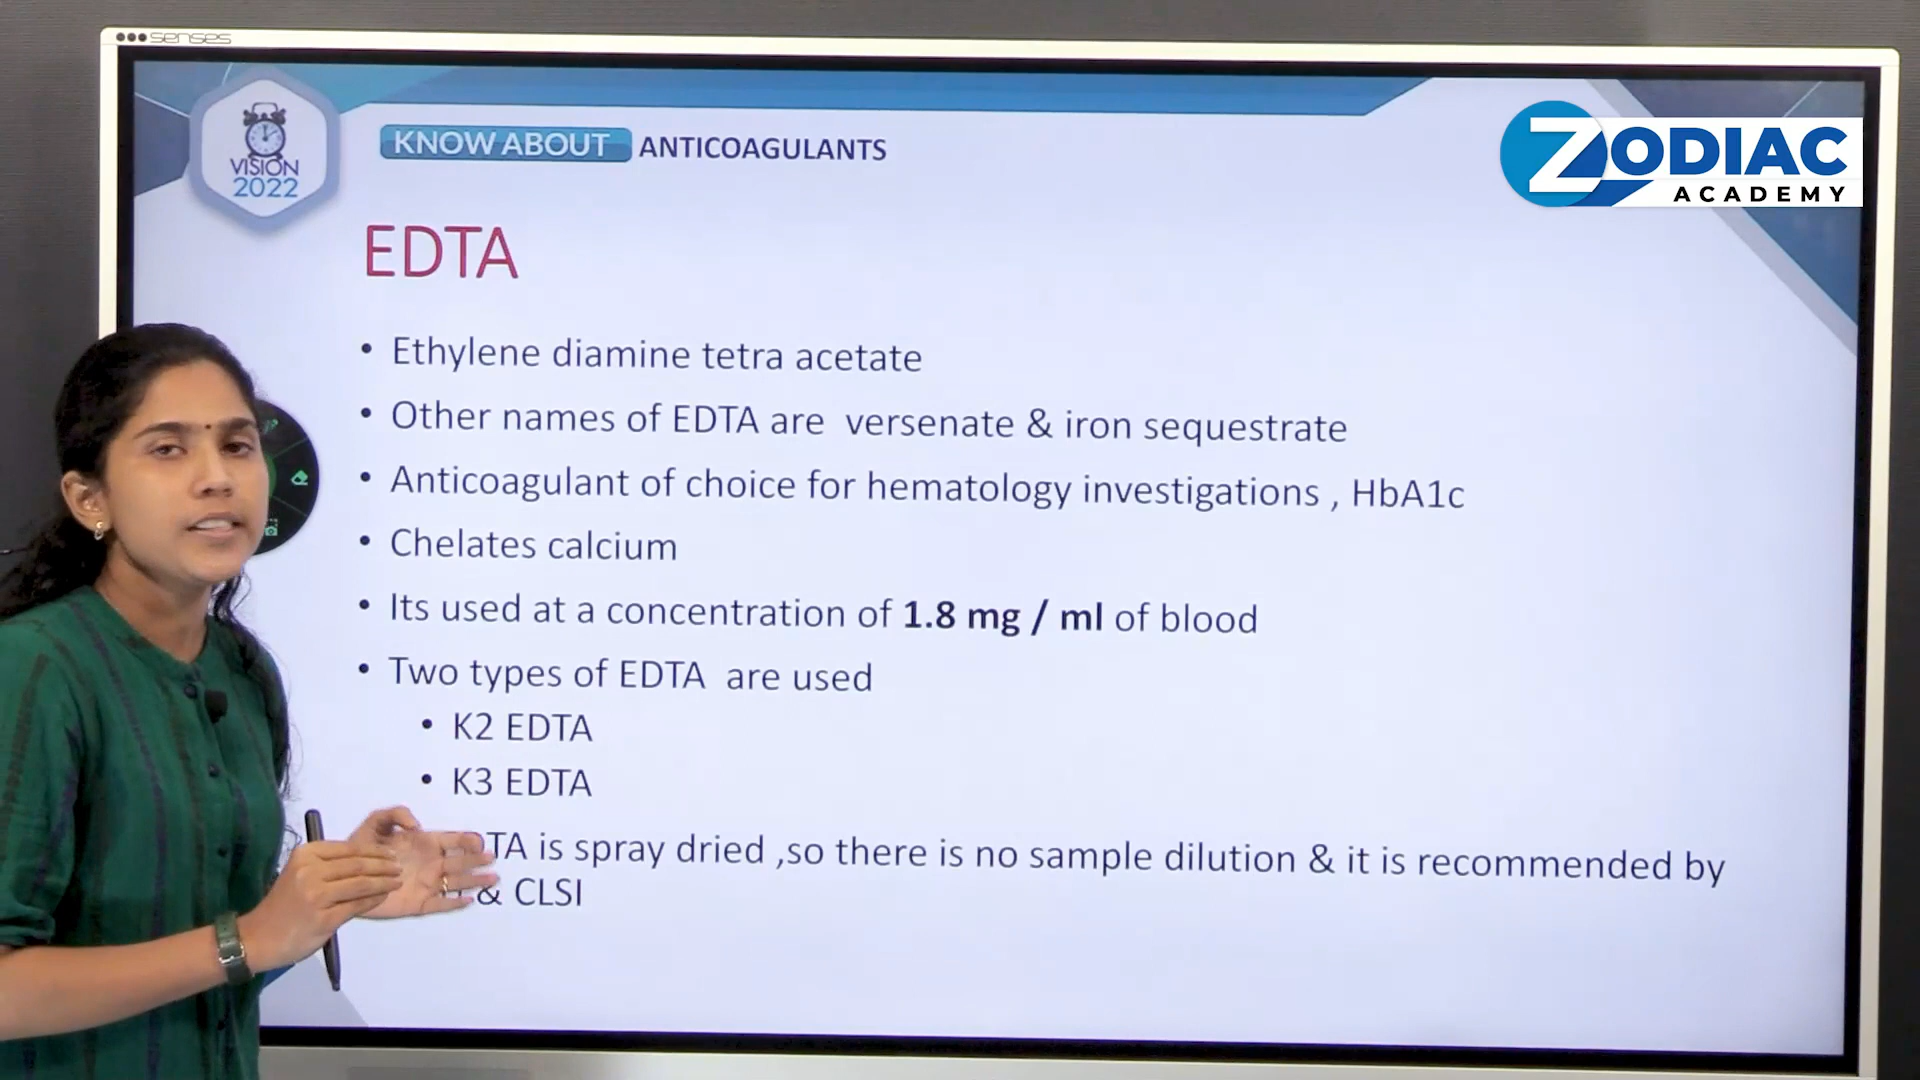 senses
VISION
2022
KNOW ABOUT ANTICOAGULANTS
ZODIAC
ACADEMY
EDTA
• Ethylene diamine tetra acetate
• Other names of EDTA are versenate & iron sequestrate
• Anticoagulant of choice for hematology investigations , HbA1c
• Chelates calcium
• Its used at a concentration of 1.8 mg / ml of blood
• Two types of EDTA are used
• K2 EDTA
• K3 EDTA
is spray dried ,so there is no sample dilution & it is recommended by
& CLSI